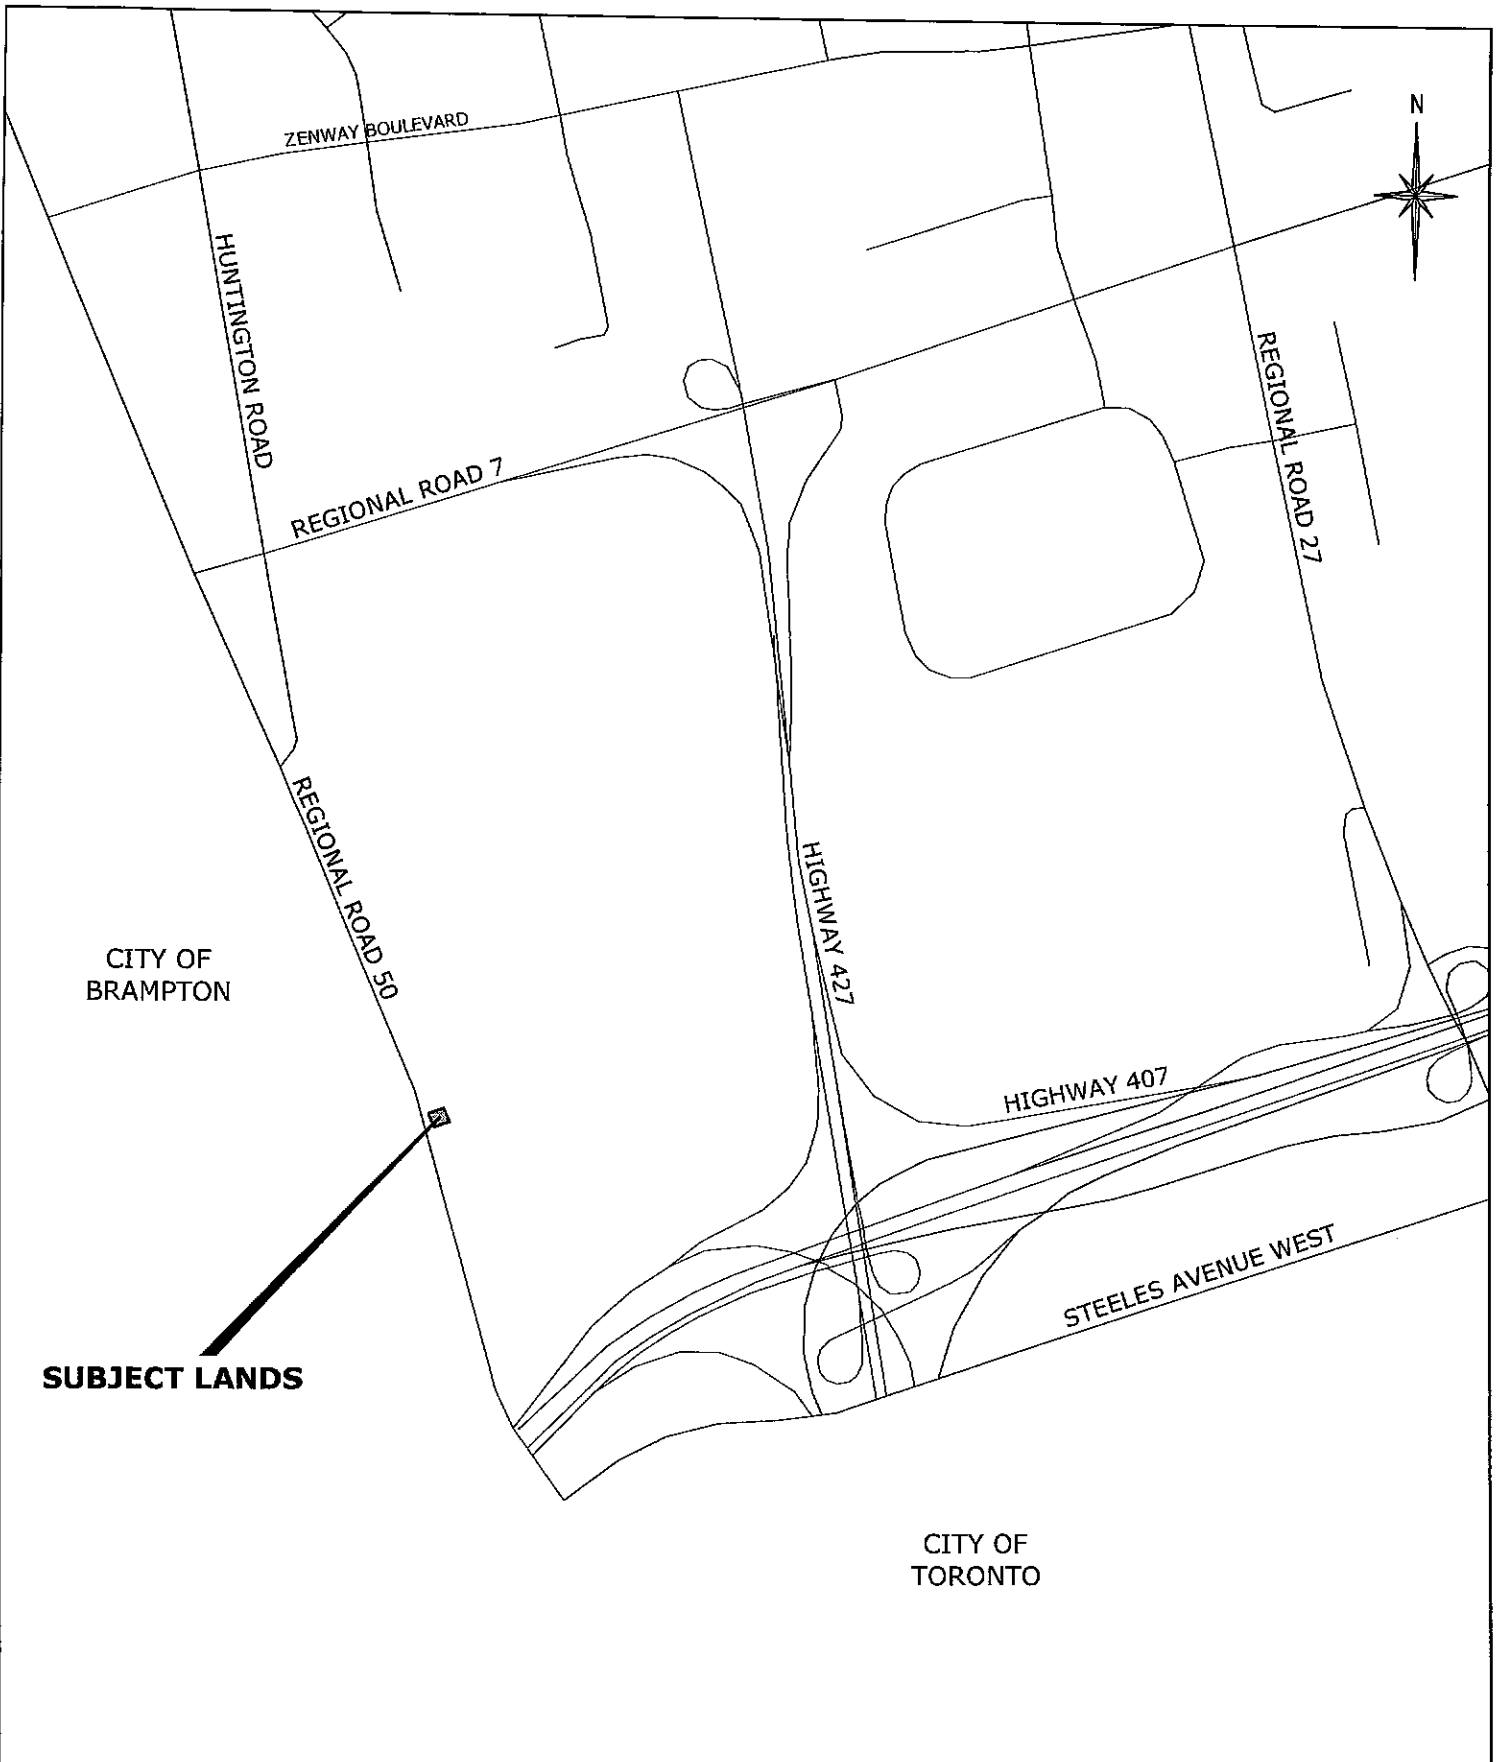 N
ZENWAY BOULEVARD
HUNTINGTON ROAD
REGIONAL ROAD 27
REGIONAL ROAD 7
REGIONAL ROAD 50
HIGHWAY 427
CITY OF
BRAMPTON
HIGHWAY 407
STEELES AVENUE WEST
SUBJECT LANDS
CITY OF
TORONTO